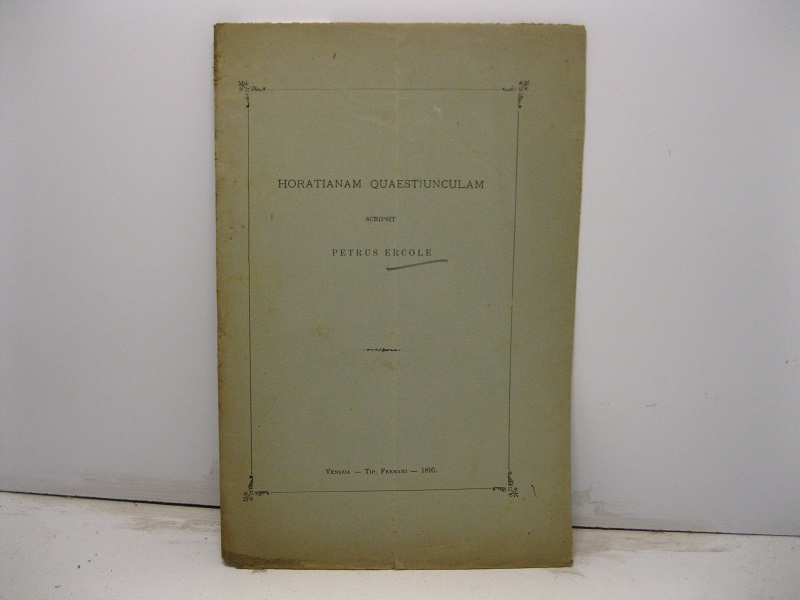 HORATIANAM QUAESTIUNCULAM
SCRIPSIT
PETRUS ERCOLE
VENEZIA — TIP. FERRARI — 1895.